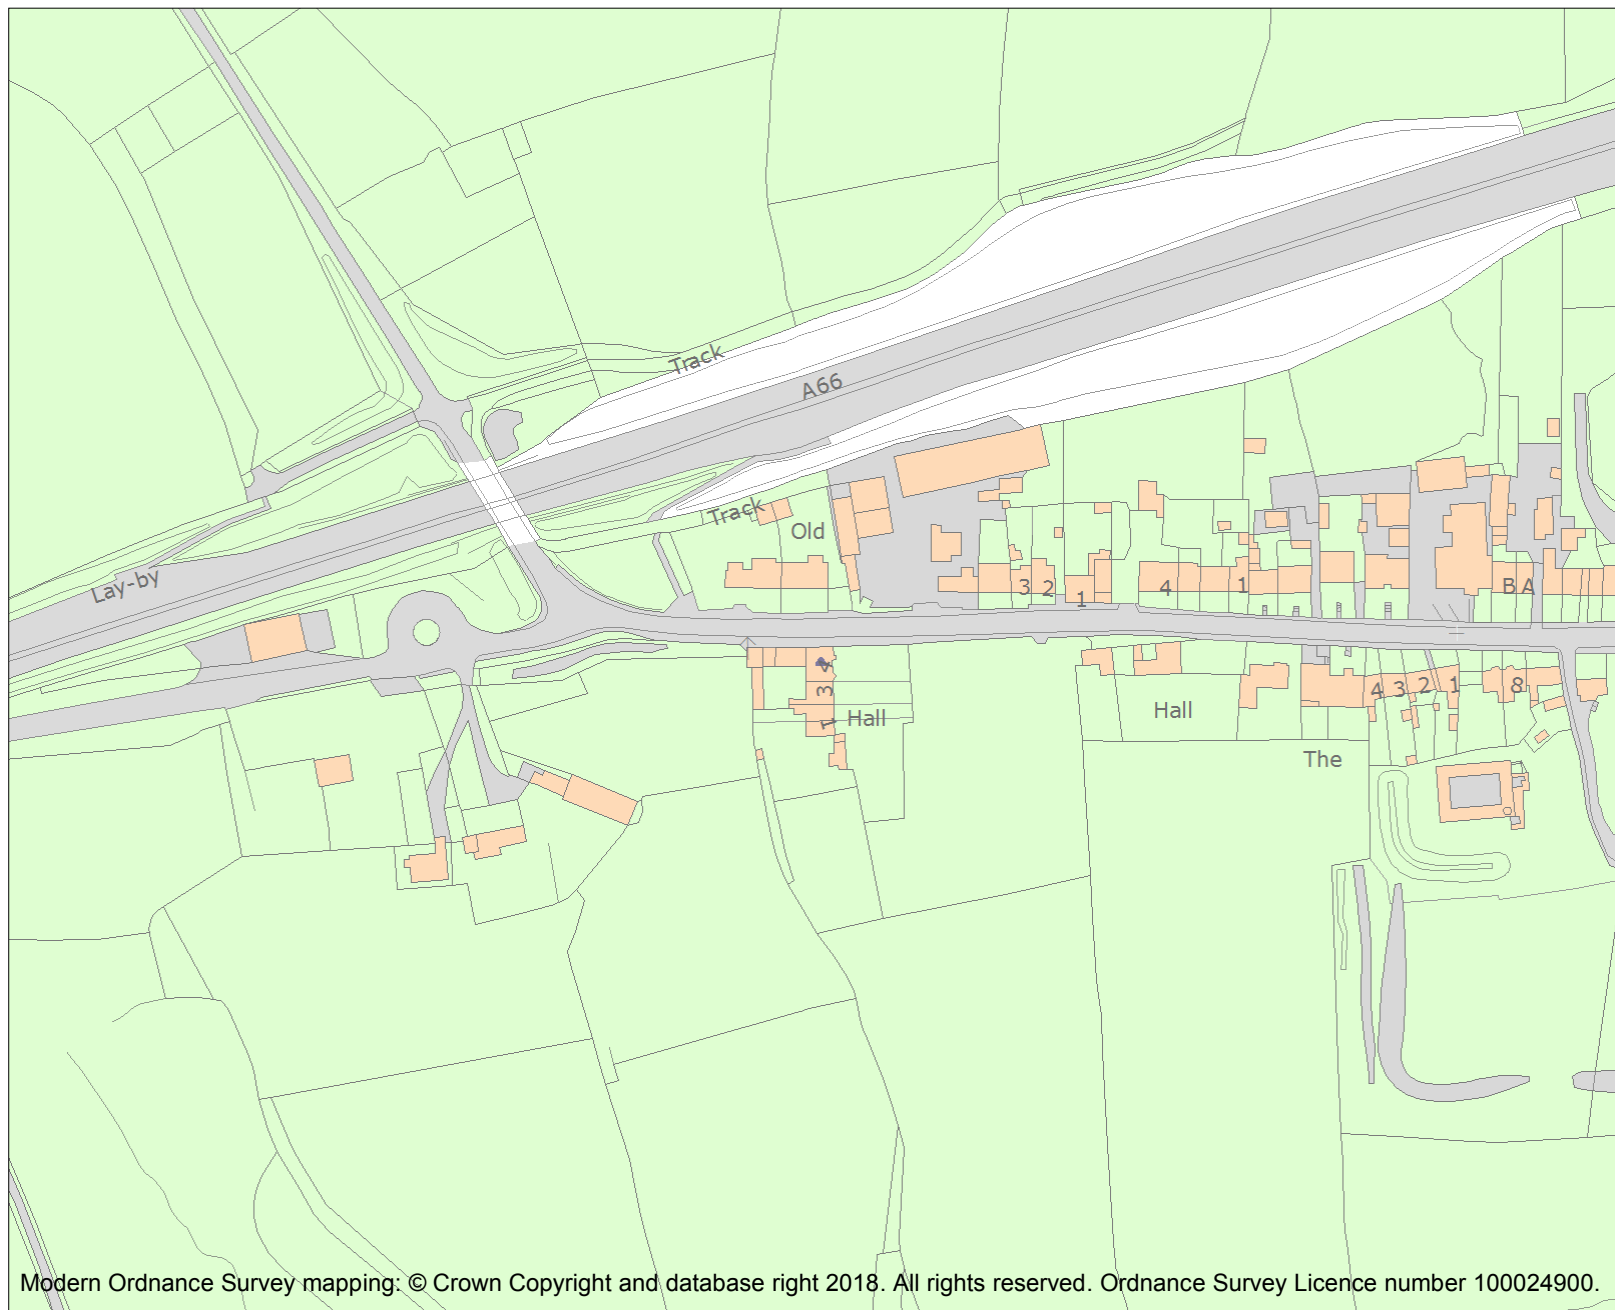 Track
A66
Track
Old
Lay-by
3 2 1
4
1
B A
4
3
1
Hall
Hall
4 3 2 1
8
The
Modern Ordnance Survey mapping: © Crown Copyright and database right 2018. All rights reserved. Ordnance Survey Licence number 100024900.